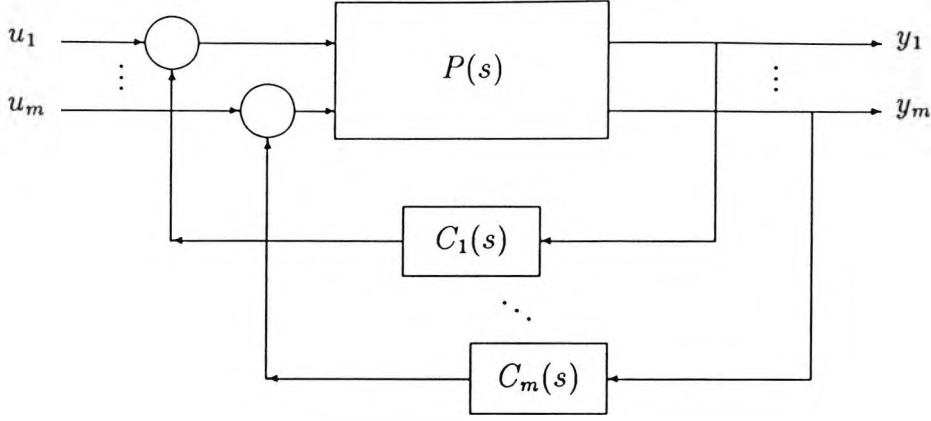 u₁ P(s) y₁
⋮ ⋮
uₘ yₘ
C₁(s)
⋱
Cₘ(s)